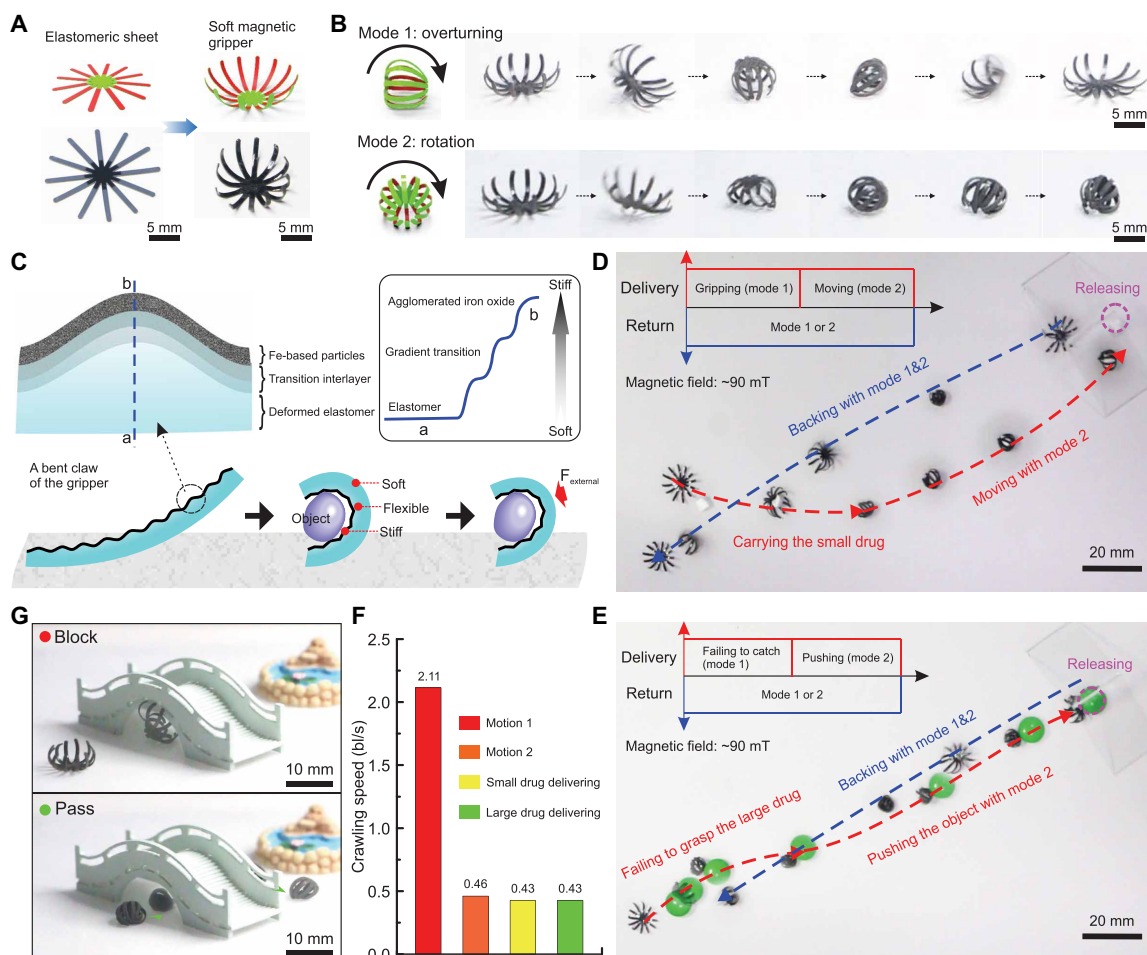 A
Elastomeric sheet
Soft magnetic
gripper
5 mm
5 mm
B
Mode 1: overturning
5 mm
Mode 2: rotation
5 mm
C
b
a
Fe-based particles
Transition interlayer
Deformed elastomer
Agglomerated iron oxide
Gradient transition
Elastomer
a
b
Stiff
Soft
A bent claw
of the gripper
Object
Soft
Flexible
Stiff
F external
D
Delivery
Gripping (mode 1)
Moving (mode 2)
Return
Mode 1 or 2
Magnetic field: ~90 mT
Releasing
Backing with mode 1&2
Moving with mode 2
Carrying the small drug
20 mm
G
Block
10 mm
Pass
10 mm
F
Crawling speed (bl/s)
2.5
2.0
1.5
1.0
0.5
0.0
2.11
0.46
0.43
0.43
Motion 1
Motion 2
Small drug delivering
Large drug delivering
E
Delivery
Failing to catch
(mode 1)
Pushing (mode 2)
Return
Mode 1 or 2
Magnetic field: ~90 mT
Releasing
Backing with mode 1&2
Failing to grasp the large drug
Pushing the object with mode 2
20 mm